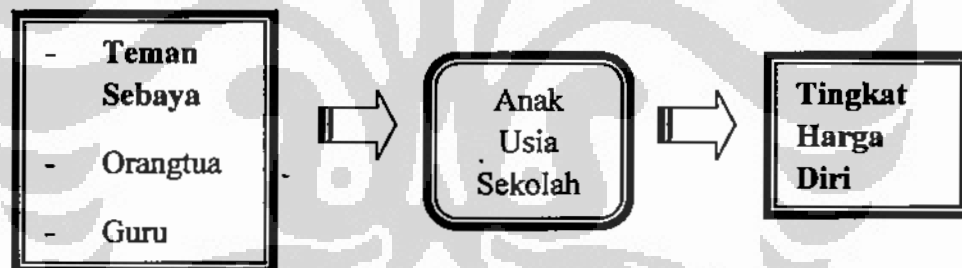 - Teman
Sebaya
- Orangtua
- Guru
Anak
Usia
Sekolah
Tingkat
Harga
Diri